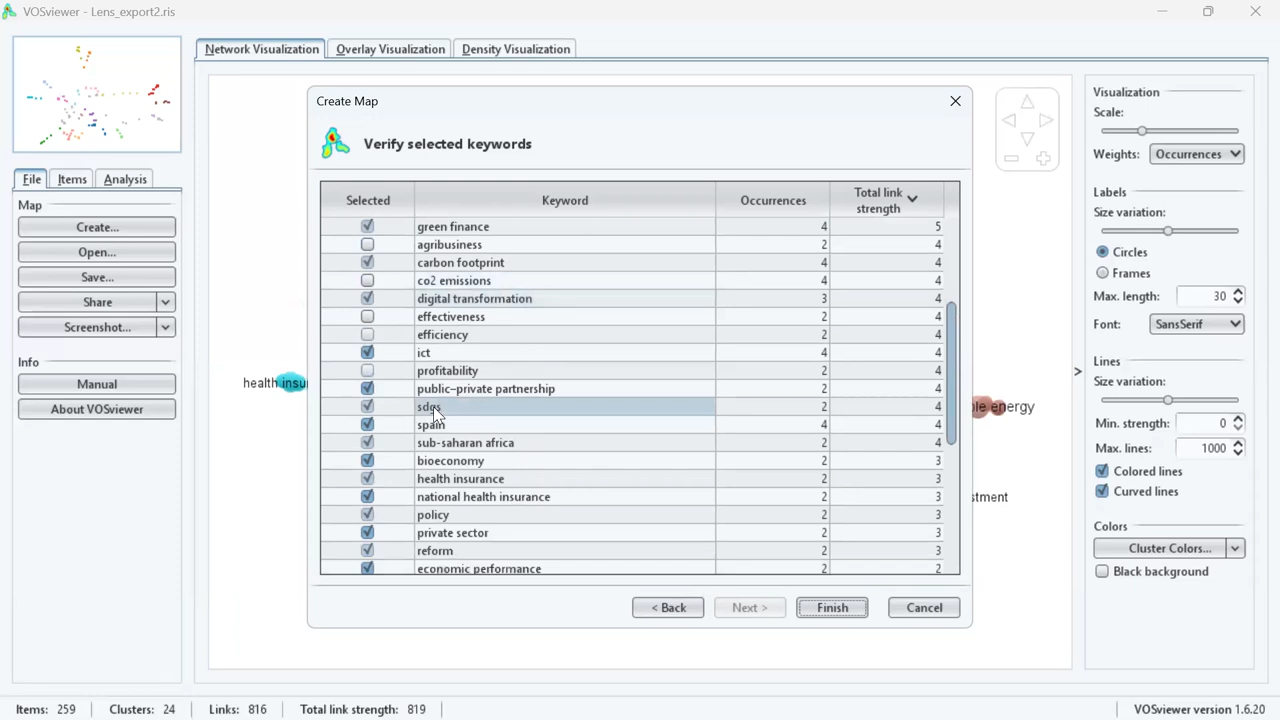 VOSviewer - Lens_export2.ris
Network Visualization
Overlay Visualization
Density Visualization
File
Items
Analysis
Map
Create...
Open...
Save...
Share
Screenshot...
Info
Manual
About VOSviewer
health insu
Create Map
Verify selected keywords
Selected Keyword Occurrences Total link strength
green finance 4 5
agribusiness 2 4
carbon footprint 4 4
co2 emissions 4 4
digital transformation 3 4
effectiveness 2 4
efficiency 2 4
ict 4 4
profitability 2 4
public–private partnership 2 4
sdgs 2 4
spain 4 4
sub-saharan africa 2 4
bioeconomy 2 3
health insurance 2 3
national health insurance 2 3
policy 2 3
private sector 2 3
reform 2 3
economic performance 2 2
< Back
Next >
Finish
Cancel
ble energy
stment
>
Visualization
Scale:
Weights: Occurrences
Labels
Size variation:
Circles
Frames
Max. length: 30
Font: SansSerif
Lines
Size variation:
Min. strength: 0
Max. lines: 1000
Colored lines
Curved lines
Colors
Cluster Colors...
Black background
Items: 259
Clusters: 24
Links: 816
Total link strength: 819
VOSviewer version 1.6.20